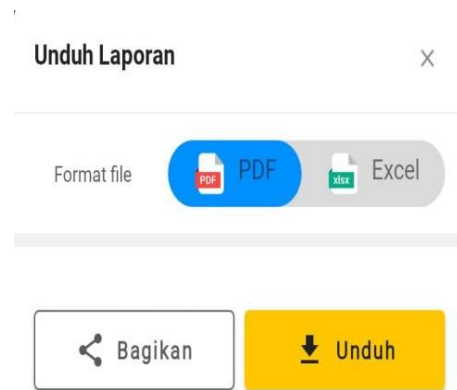 Unduh Laporan
Format file
PDF
PDF
xlsx
Excel
Bagikan
Unduh